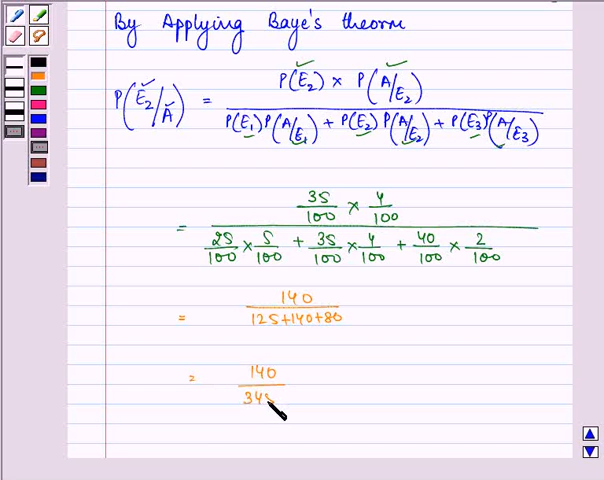 By Applying Baye's theorem
P(E₂/A) = P(E₂) × P(A/E₂) / P(E₁)P(A/E₁) + P(E₂)P(A/E₂) + P(E₃)P(A/E₃)
= 35/100 × 4/100 / 25/100 × 5/100 + 35/100 × 4/100 + 40/100 × 2/100
= 140 / 125+140+80
= 140 / 345